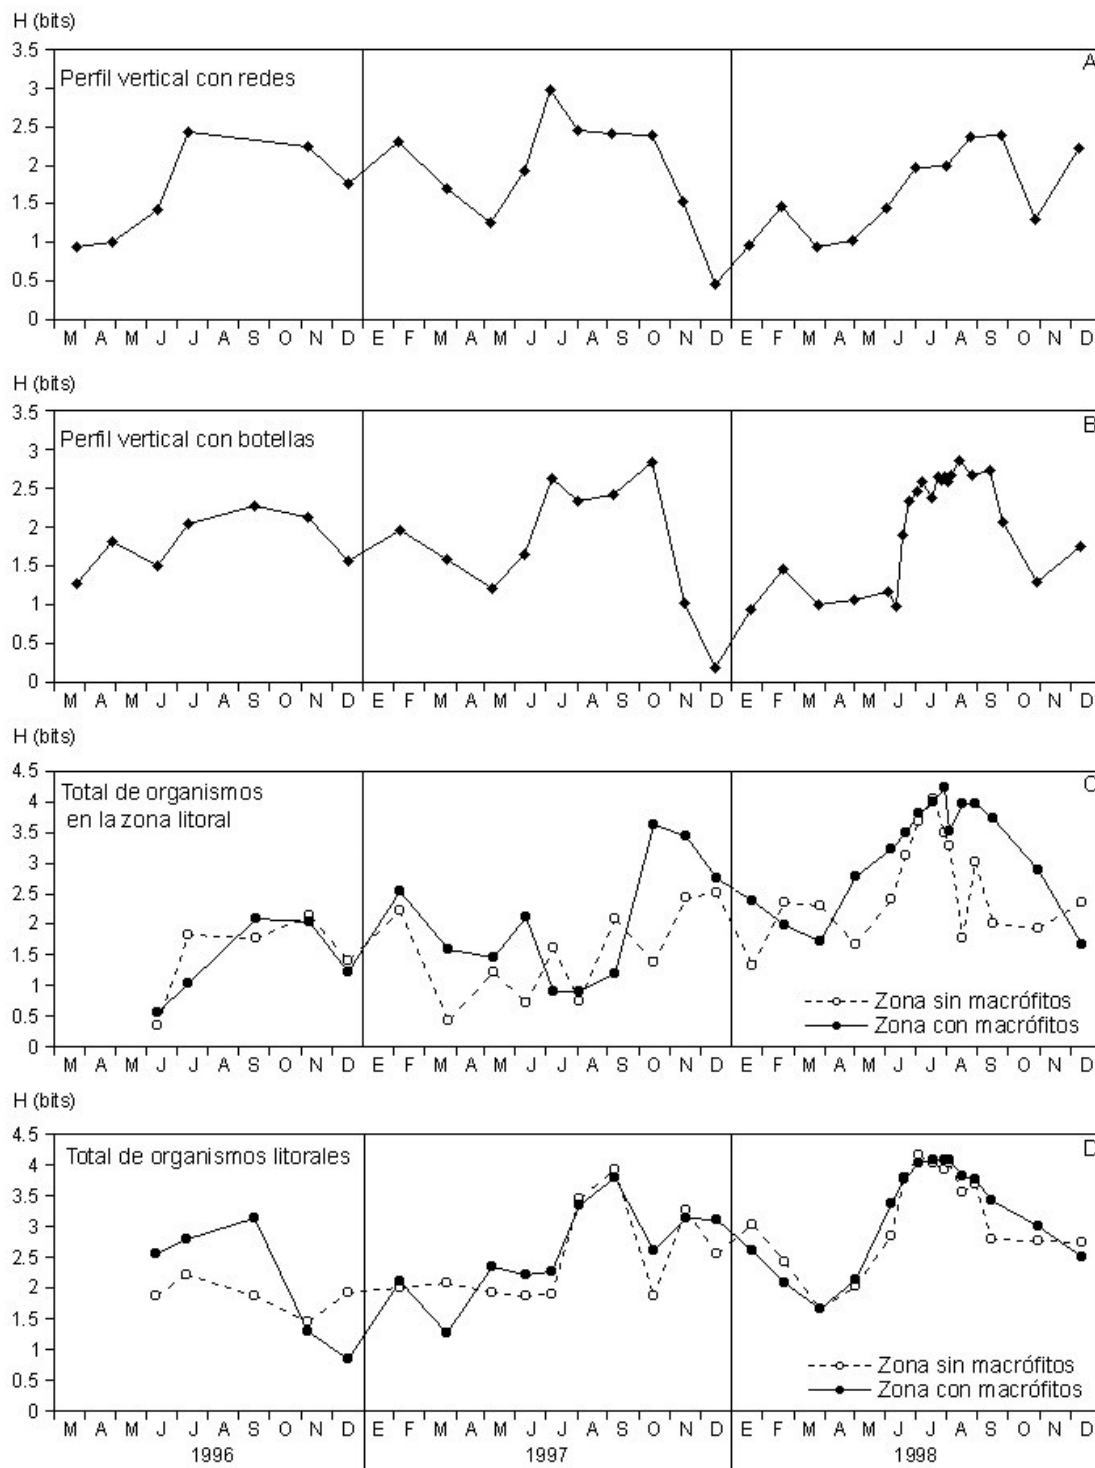 H (bits)
3.5
A
Perfil vertical con redes
3
2.5
2
1.5
1
0.5
0
M A M J J A S O N D E F M A M J J A S O N D E F M A M J J A S O N D
H (bits)
3.5
B
Perfil vertical con botellas
3
2.5
2
1.5
1
0.5
0
M A M J J A S O N D E F M A M J J A S O N D E F M A M J J A S O N D
H (bits)
4.5
C
Total de organismos
en la zona litoral
4
3.5
3
2.5
2
1.5
1
0.5
0
Zona sin macrófitos
Zona con macrófitos
M A M J J A S O N D E F M A M J J A S O N D E F M A M J J A S O N D
H (bits)
4.5
D
Total de organismos litorales
4
3.5
3
2.5
2
1.5
1
0.5
0
Zona sin macrófitos
Zona con macrófitos
M A M J J A S O N D E F M A M J J A S O N D E F M A M J J A S O N D
1996 1997 1998